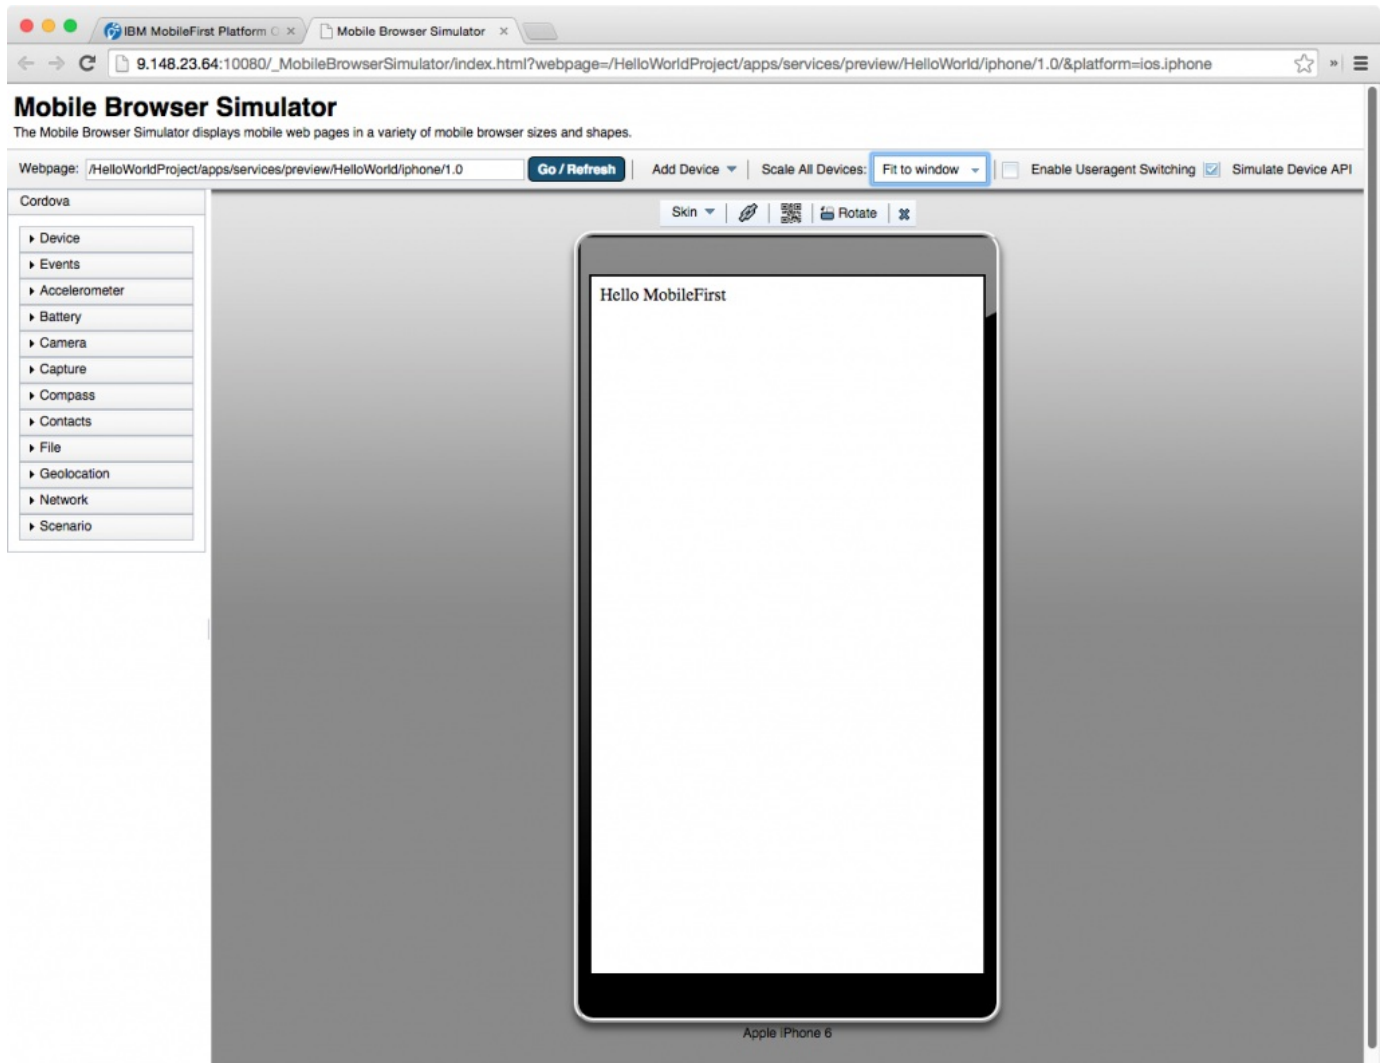 IBM MobileFirst Platform C
Mobile Browser Simulator
9.148.23.64:10080/_MobileBrowserSimulator/index.html?webpage=/HelloWorldProject/apps/services/preview/HelloWorld/iphone/1.0/&platform=ios.iphone
Mobile Browser Simulator
The Mobile Browser Simulator displays mobile web pages in a variety of mobile browser sizes and shapes.
Webpage: /HelloWorldProject/apps/services/preview/HelloWorld/iphone/1.0 Go / Refresh Add Device Scale All Devices: Fit to window Enable Useragent Switching Simulate Device API
Cordova
Skin Rotate
Device
Events
Accelerometer
Battery
Camera
Capture
Compass
Contacts
File
Geolocation
Network
Scenario
Hello MobileFirst
Apple iPhone 6